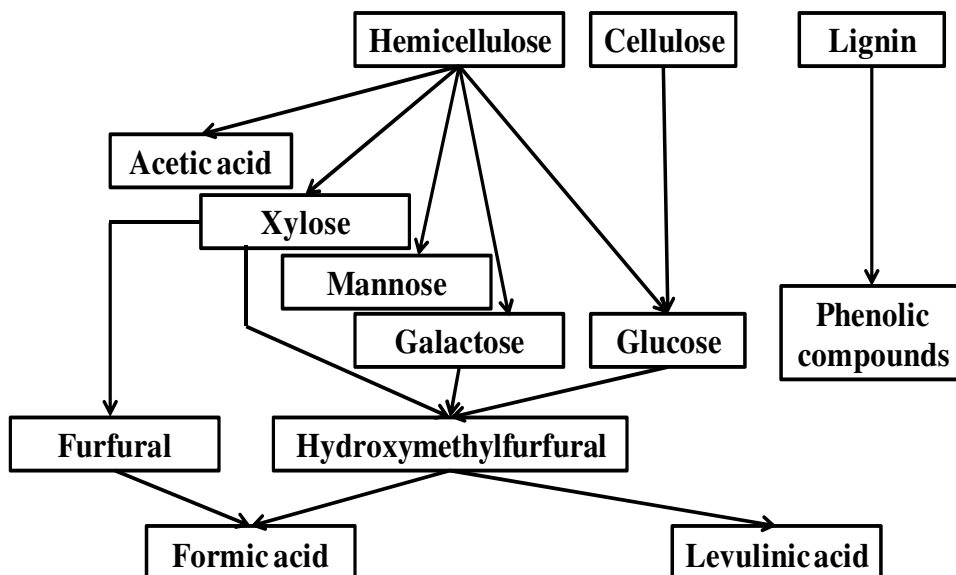 Hemicellulose
Cellulose
Lignin
Acetic acid
Xylose
Mannose
Galactose
Glucose
Phenolic
compounds
Furfural
Hydroxymethylfurfural
Formic acid
Levulinic acid